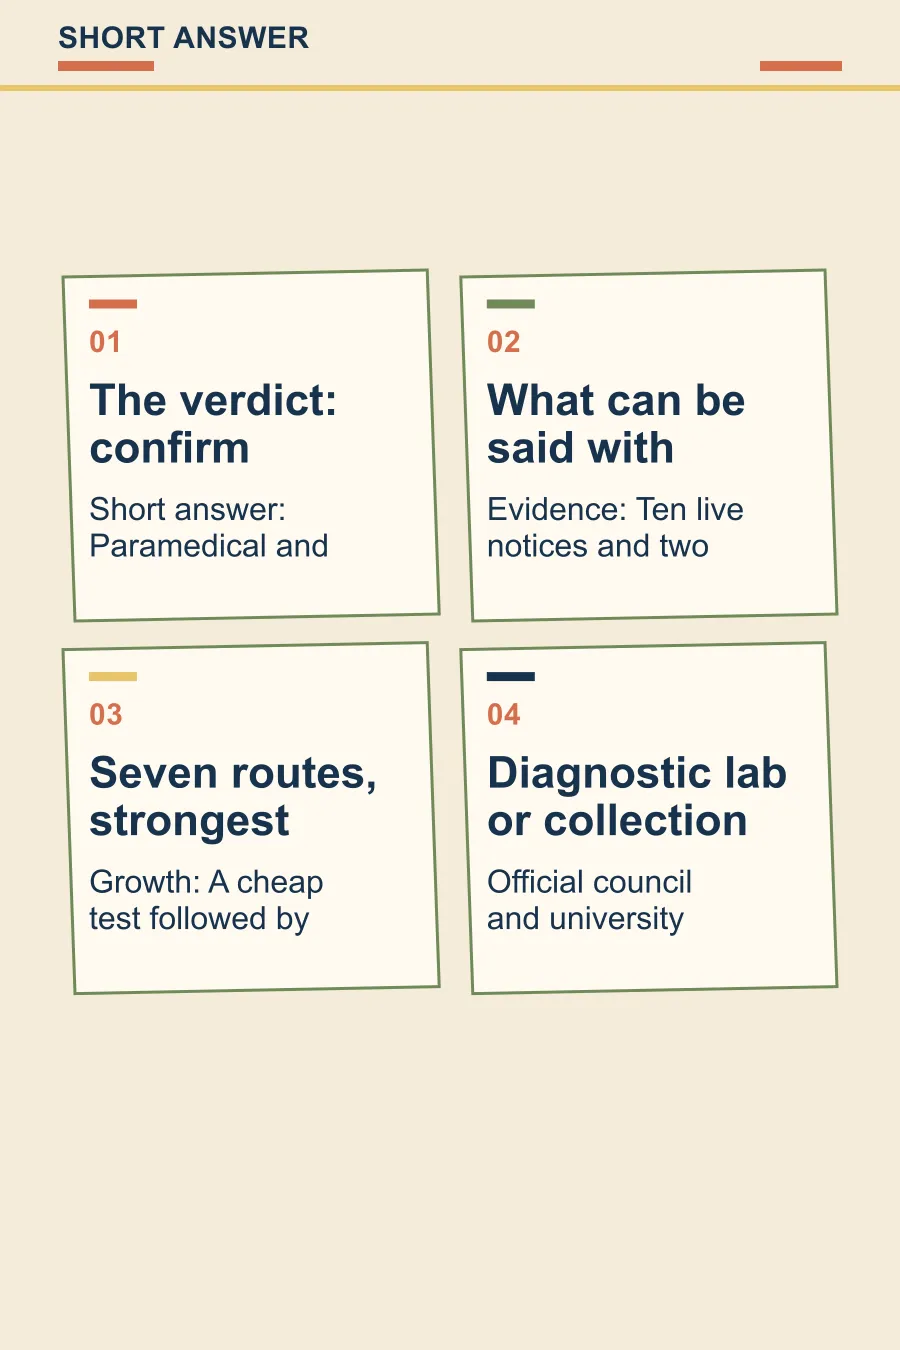 SHORT ANSWER
01
The verdict:
confirm
Short answer:
Paramedical and
02
What can be
said with
Evidence: Ten live
notices and two
03
Seven routes,
strongest
Growth: A cheap
test followed by
04
Diagnostic lab
or collection
Official council
and university